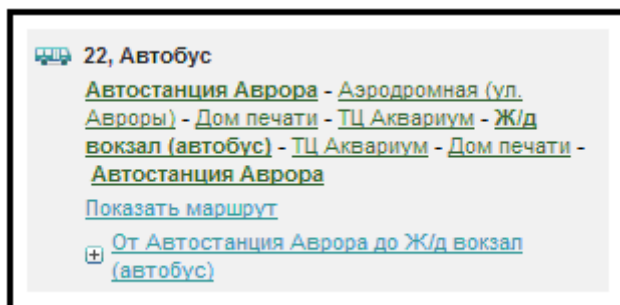 22, Автобус
Автостанция Аврора - Аэродромная (ул.
Авроры) - Дом печати - ТЦ Аквариум - Ж/д
вокзал (автобус) - ТЦ Аквариум - Дом печати -
Автостанция Аврора
Показать маршрут
От Автостанция Аврора до Ж/д вокзал
(автобус)